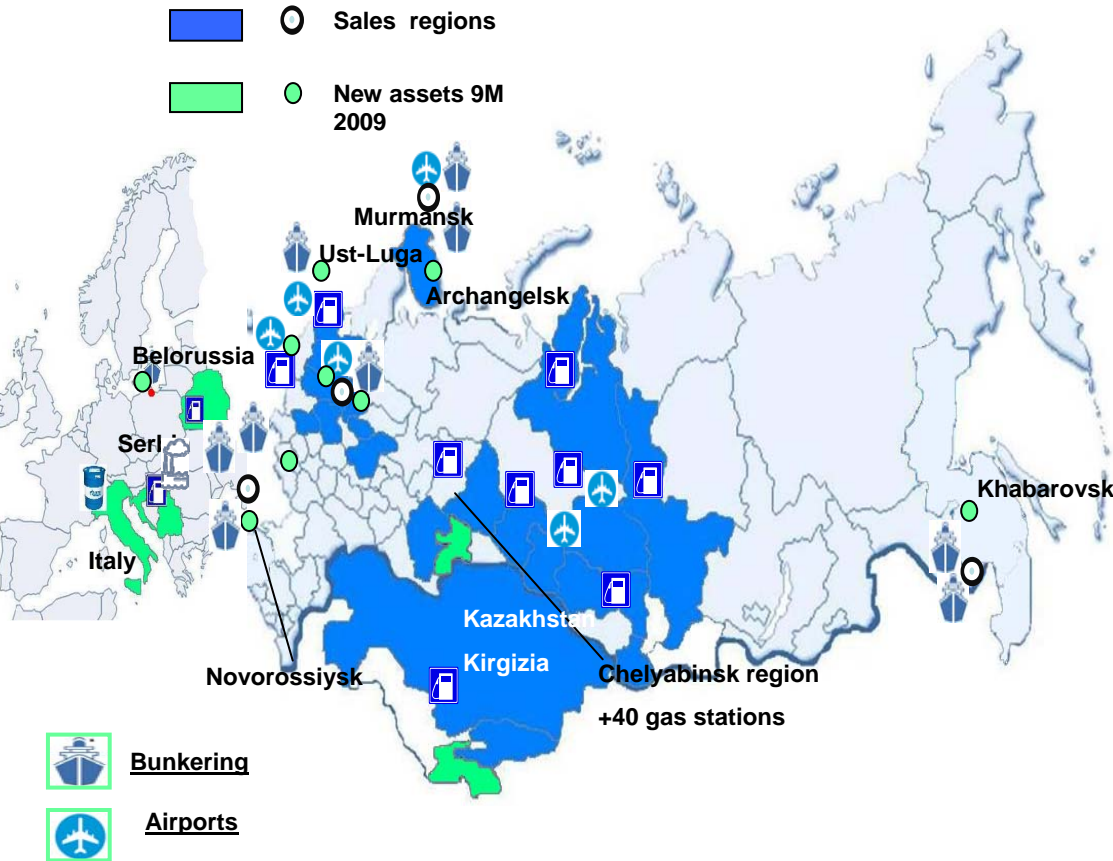 Sales regions
New assets 9M
2009
Murmansk
Ust-Luga
Archangelsk
Belorussia
Khabarovsk
Italy
Kazakhstan
Kirgizia
Novorossiysk
Chelyabinsk region
+40 gas stations
Bunkering
Airports